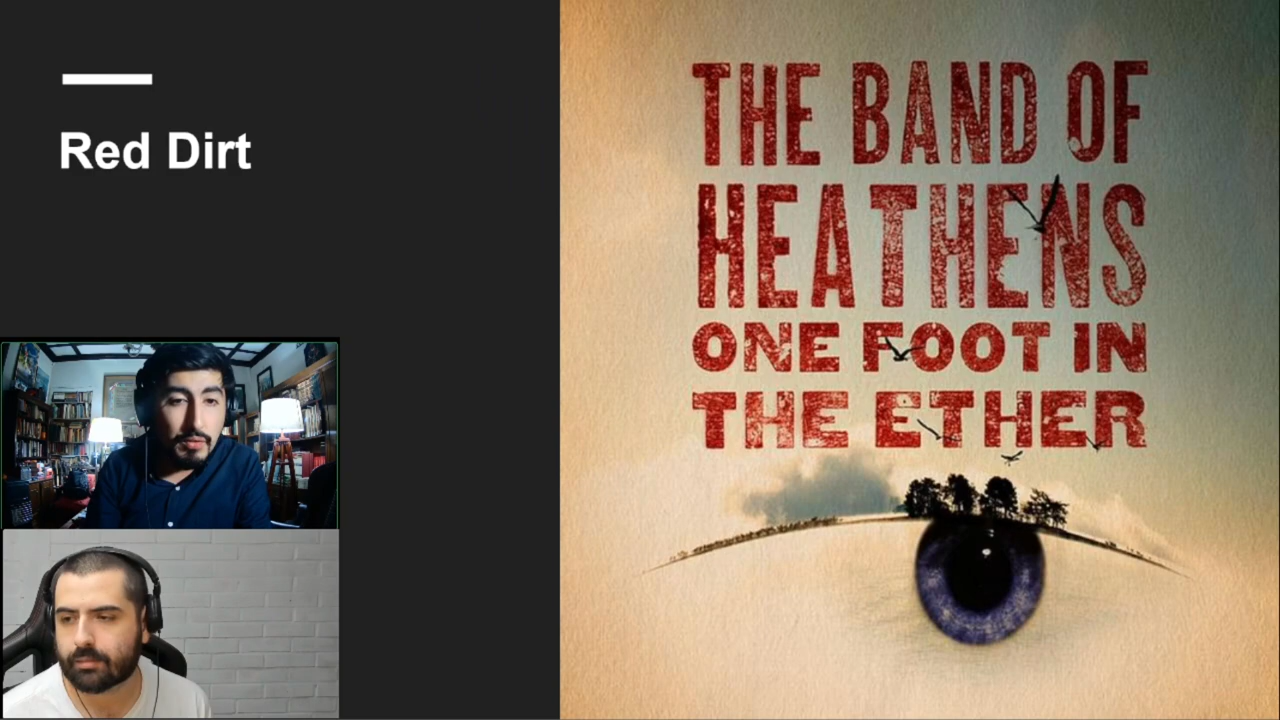 Red Dirt
THE BAND OF
HEATHENS
ONE FOOT IN
THE ETHER